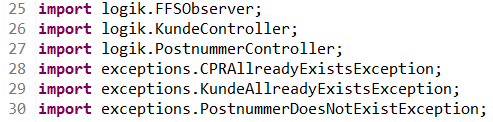 25 import logik.FFSObserver;
26 import logik.KundeController;
27 import logik.PostnummerController;
28 import exceptions.CPRAllreadyExistsException;
29 import exceptions.KundeAllreadyExistsException;
30 import exceptions.PostnummerDoesNotExistException;